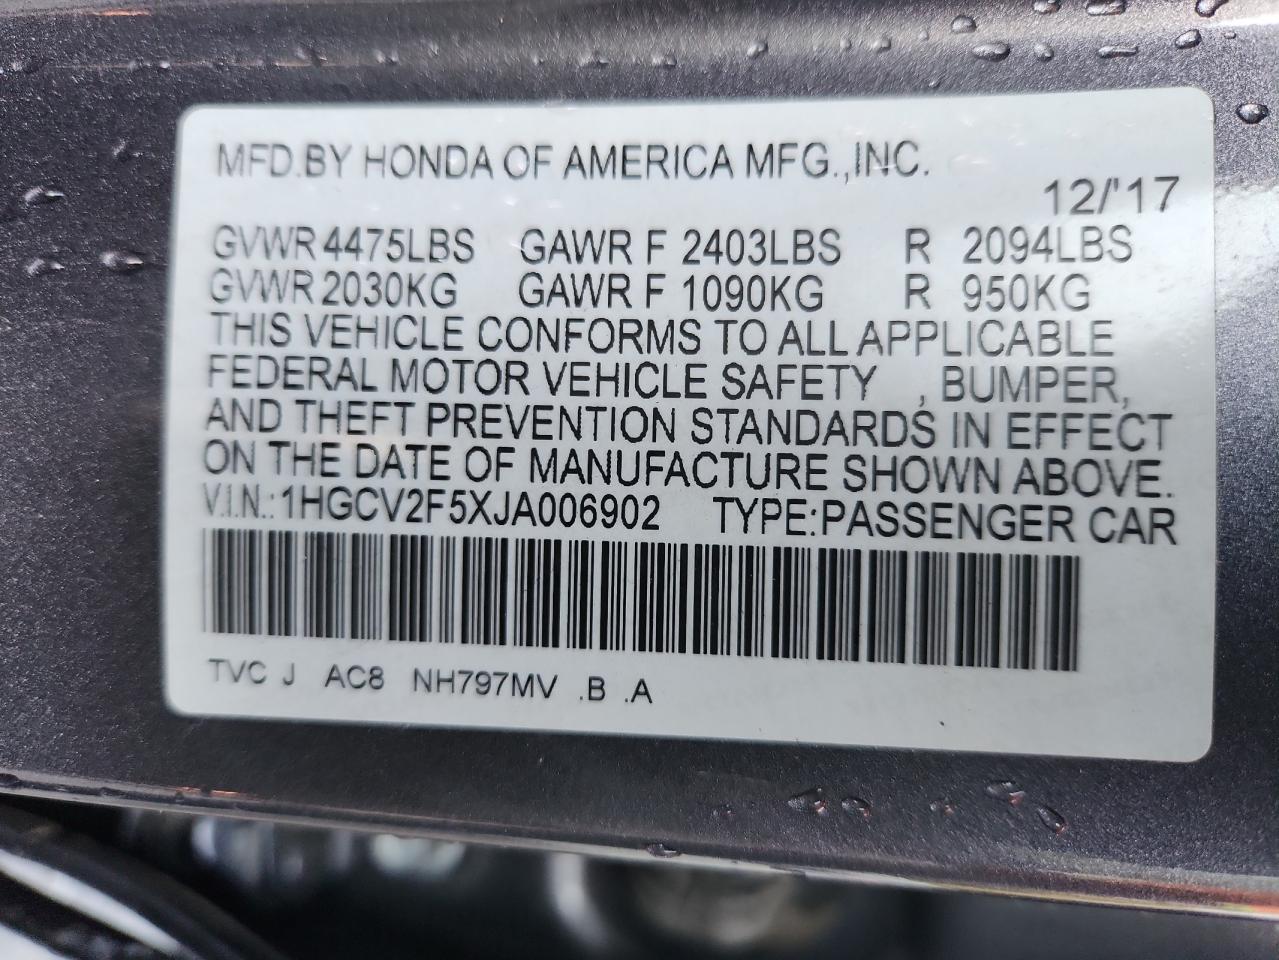 MFD.BY HONDA OF AMERICA MFG.,INC.
12/'17
GVWR 4475LBS GAWR F 2403LBS R 2094LBS
GVWR 2030KG GAWR F 1090KG R 950KG
THIS VEHICLE CONFORMS TO ALL APPLICABLE
FEDERAL MOTOR VEHICLE SAFETY , BUMPER,
AND THEFT PREVENTION STANDARDS IN EFFECT
ON THE DATE OF MANUFACTURE SHOWN ABOVE.
V.I.N.: 1HGCV2F5XJA006902 TYPE:PASSENGER CAR
TVC J AC8 NH797MV .B .A